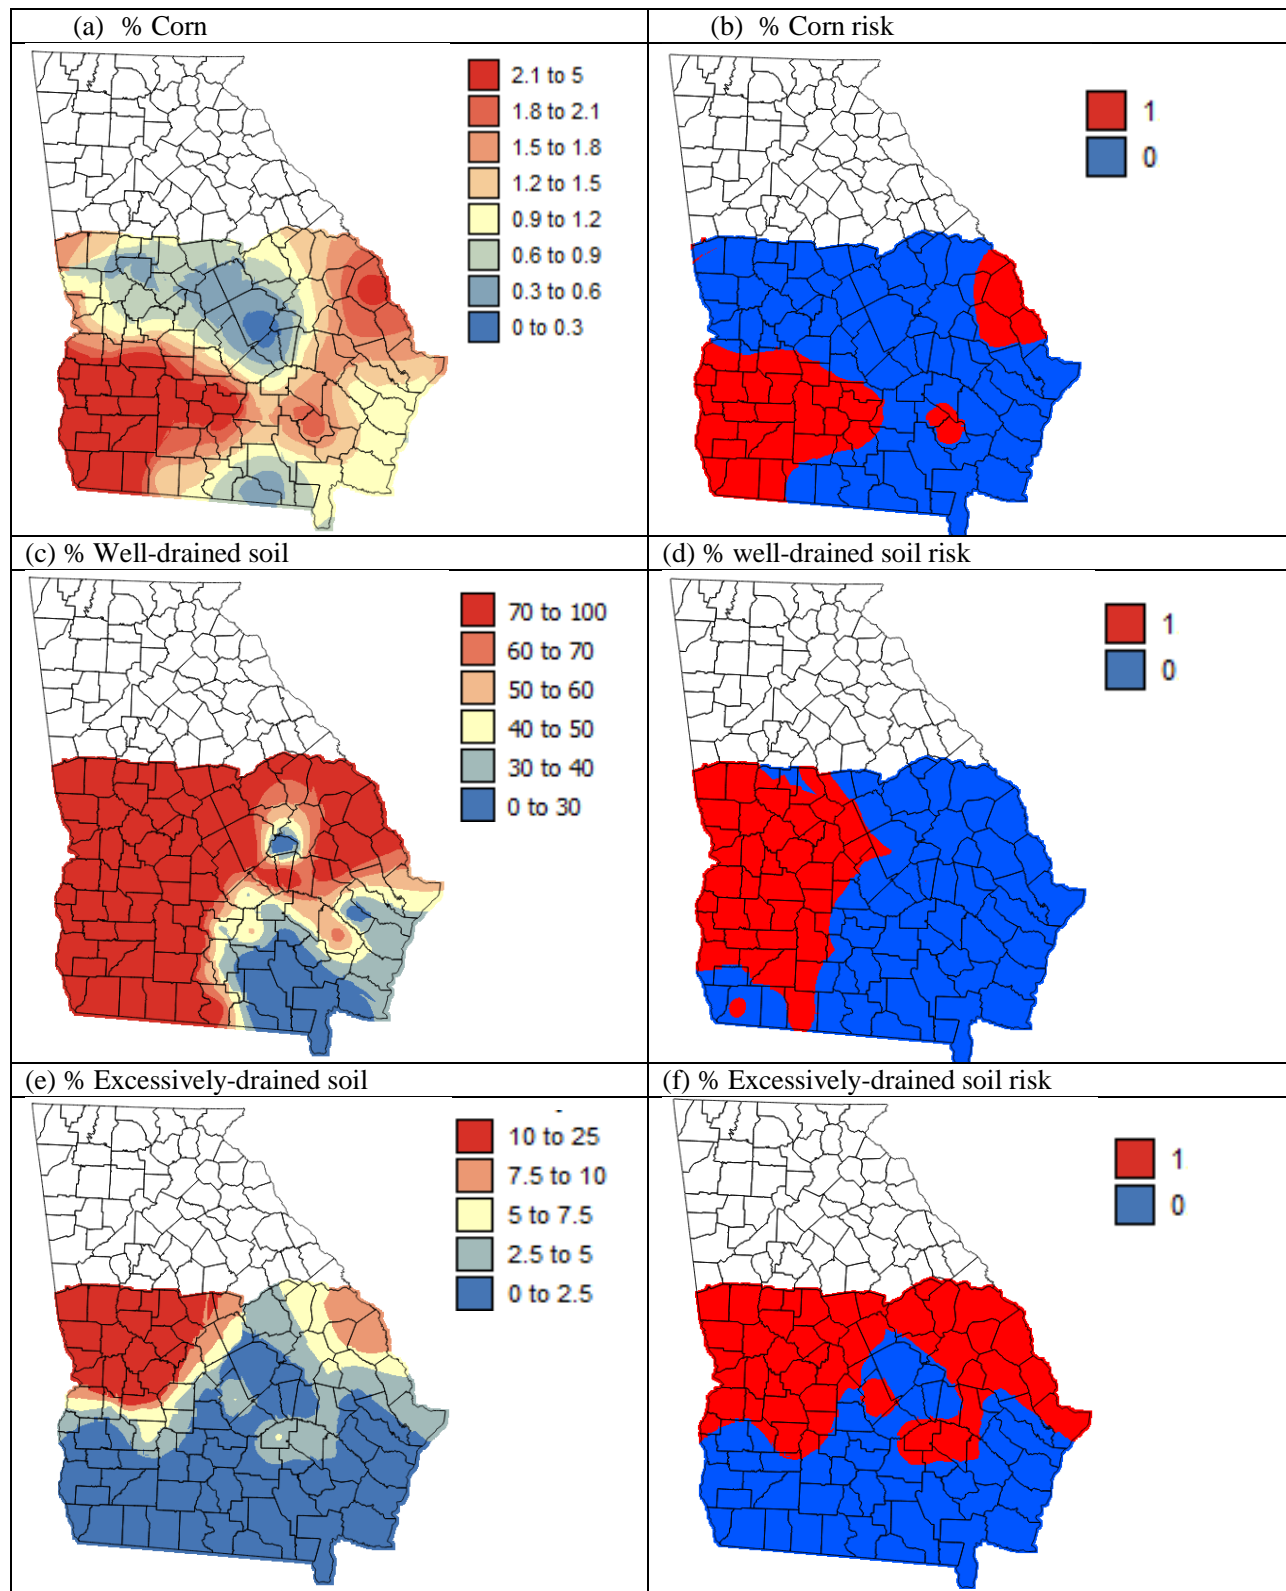 (a) % Corn
(b) % Corn risk
2.1 to 5
1.8 to 2.1
1.5 to 1.8
1.2 to 1.5
0.9 to 1.2
0.6 to 0.9
0.3 to 0.6
0 to 0.3
1
0
(c) % Well-drained soil
(d) % well-drained soil risk
70 to 100
60 to 70
50 to 60
40 to 50
30 to 40
0 to 30
1
0
(e) % Excessively-drained soil
(f) % Excessively-drained soil risk
10 to 25
7.5 to 10
5 to 7.5
2.5 to 5
0 to 2.5
1
0